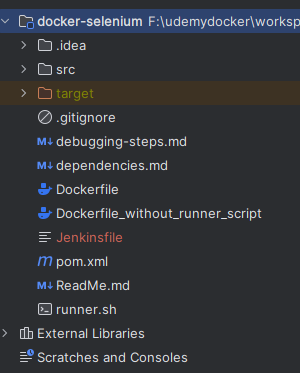 docker-selenium F:\udemydocker\worksp
.idea
src
target
.gitignore
M↓ debugging-steps.md
M↓ dependencies.md
Dockerfile
Dockerfile_without_runner_script
Jenkinsfile
m pom.xml
M↓ ReadMe.md
runner.sh
External Libraries
Scratches and Consoles